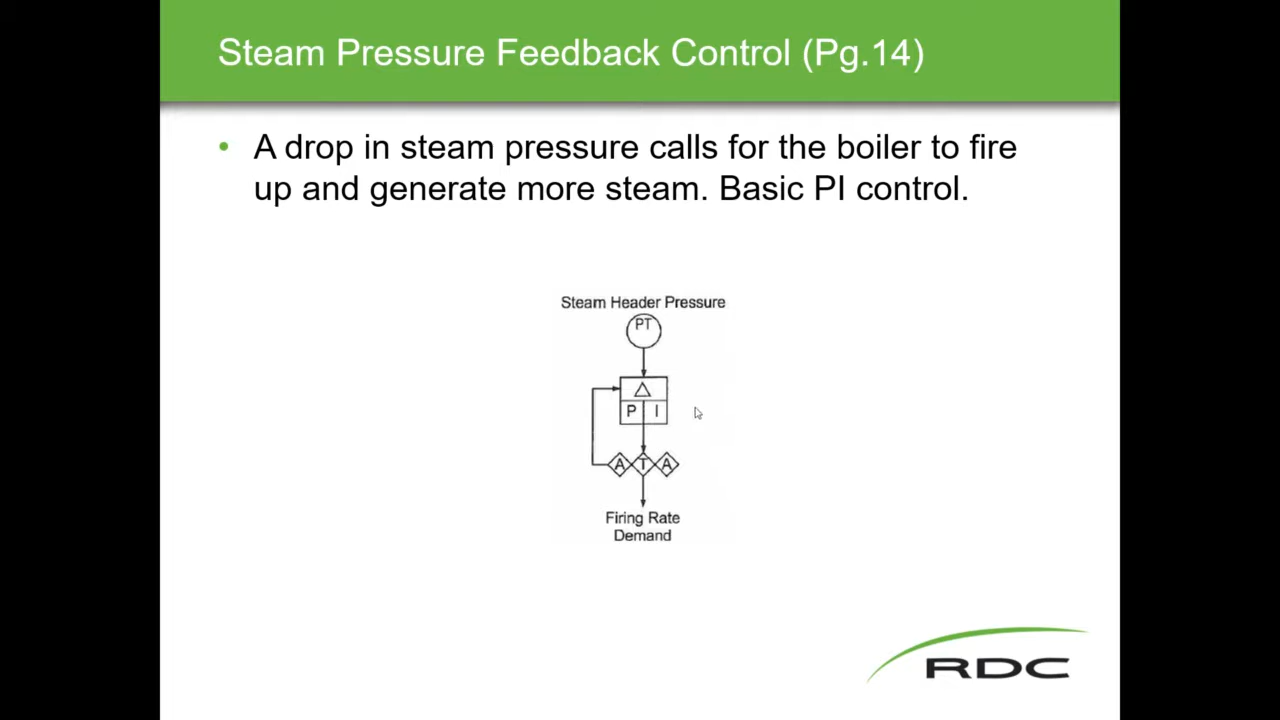 Steam Pressure Feedback Control (Pg.14)
• A drop in steam pressure calls for the boiler to fire
up and generate more steam. Basic PI control.
Steam Header Pressure
PT
△
P I
A T A
Firing Rate
Demand
RDC